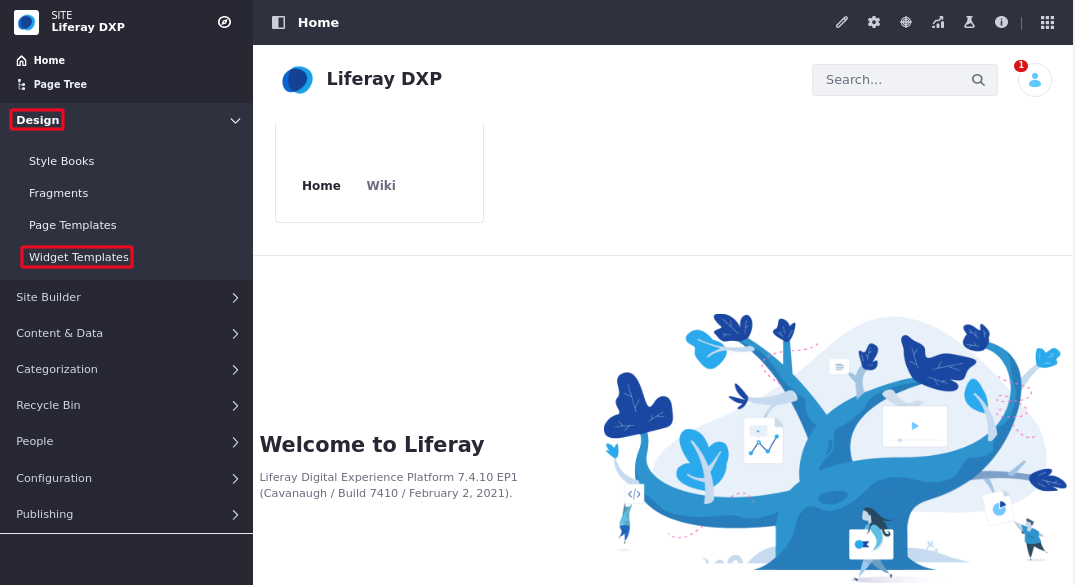 SITE
Liferay DXP
Home
Page Tree
Design
Style Books
Fragments
Page Templates
Widget Templates
Site Builder
Content & Data
Categorization
Recycle Bin
People
Configuration
Publishing
Home
Liferay DXP
Search...
1
Home Wiki
Welcome to Liferay
Liferay Digital Experience Platform 7.4.10 EP1
(Cavanaugh / Build 7410 / February 2, 2021).